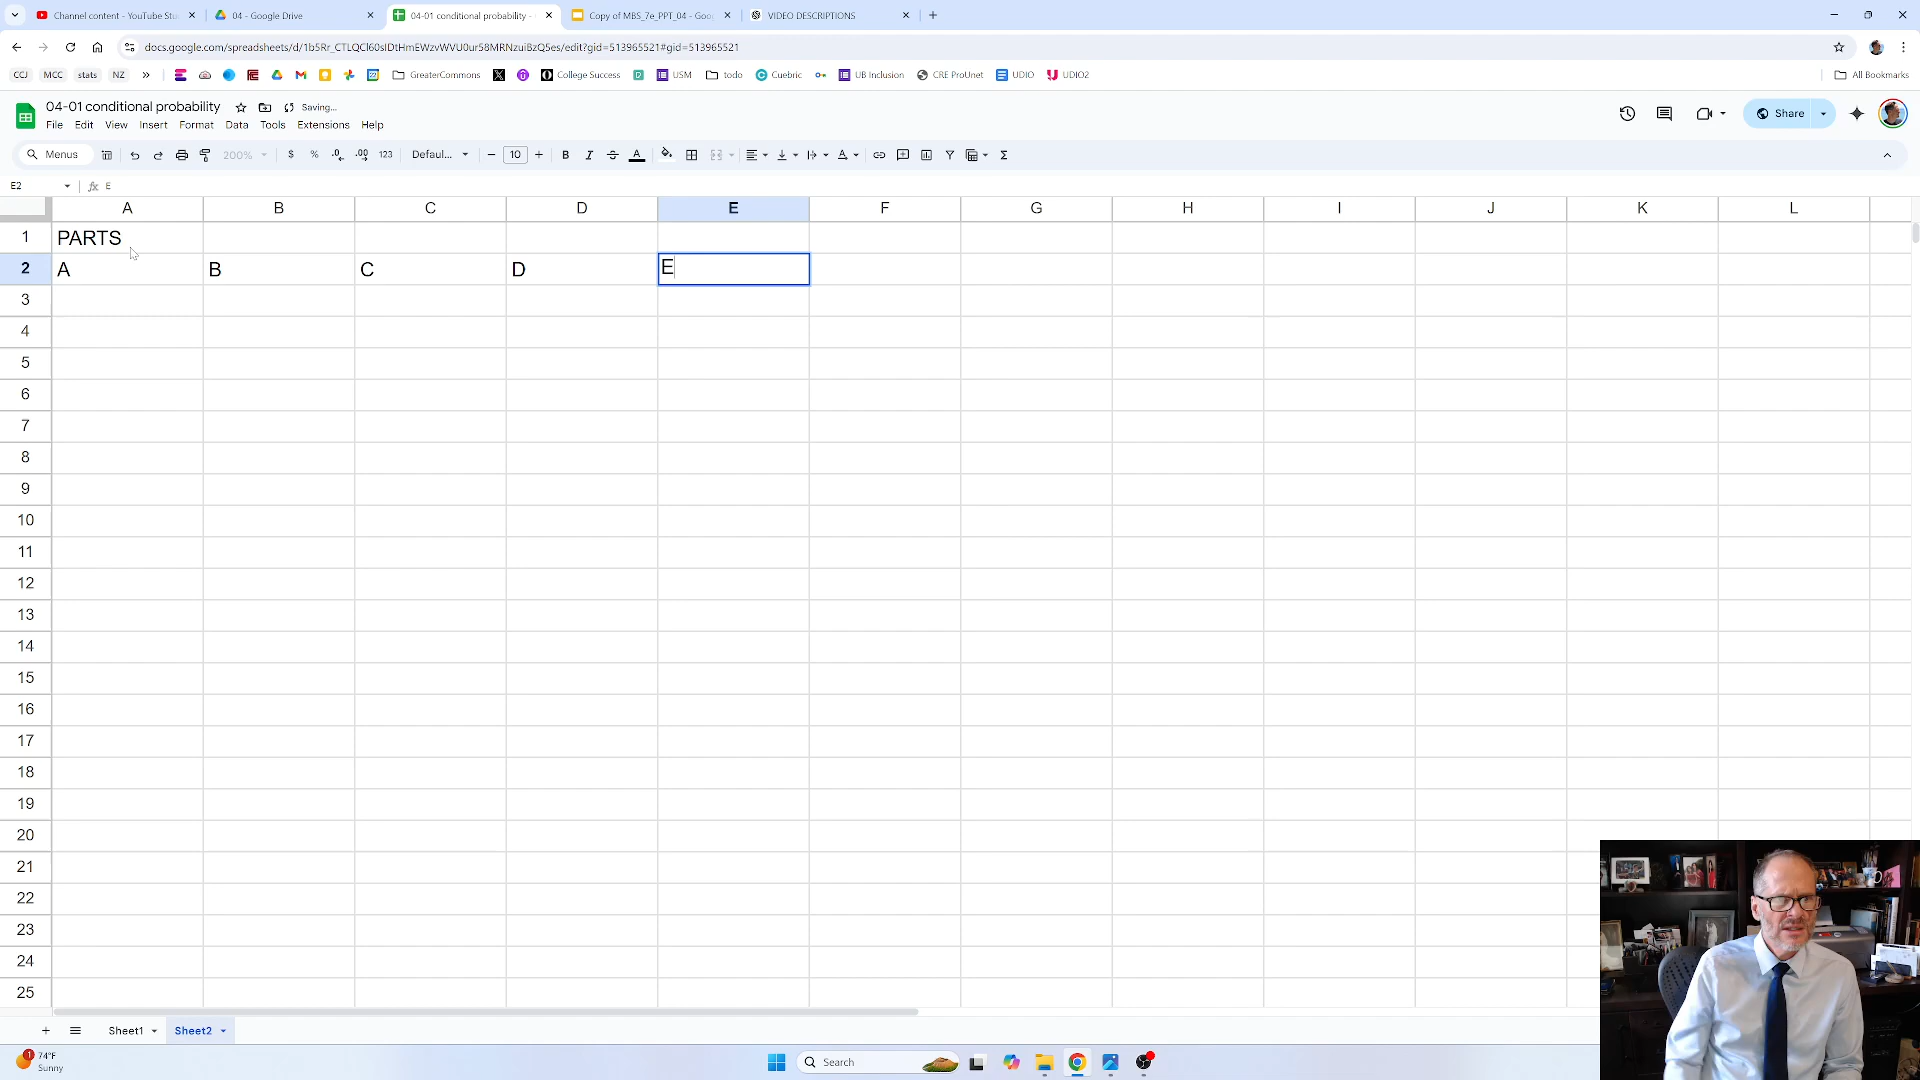 Channel content - YouTube Stu
04 - Google Drive
04-01 conditional probability -
Copy of MBS_7e_PPT_04 - Goo
VIDEO DESCRIPTIONS
docs.google.com/spreadsheets/d/1b5Rr_CTLQCl60slDtHmEWzvWVU0ur58MRNzuiBzQ5es/edit?gid=513965521#gid=513965521
CCJ MCC stats NZ GreaterCommons College Success USM todo Cuebric UB Inclusion CRE ProUnet UDIO UDIO2 All Bookmarks
04-01 conditional probability Saving...
File Edit View Insert Format Data Tools Extensions Help
Share
Menus 200% $ % .0 .00 123 Defaul... 10 B I S A
E2 fx E
A B C D E F G H I J K L
1 PARTS
2 A B C D E
3
4
5
6
7
8
9
10
11
12
13
14
15
16
17
18
19
20
21
22
23
24
25
Sheet1 Sheet2
1 74°F
Sunny
Search